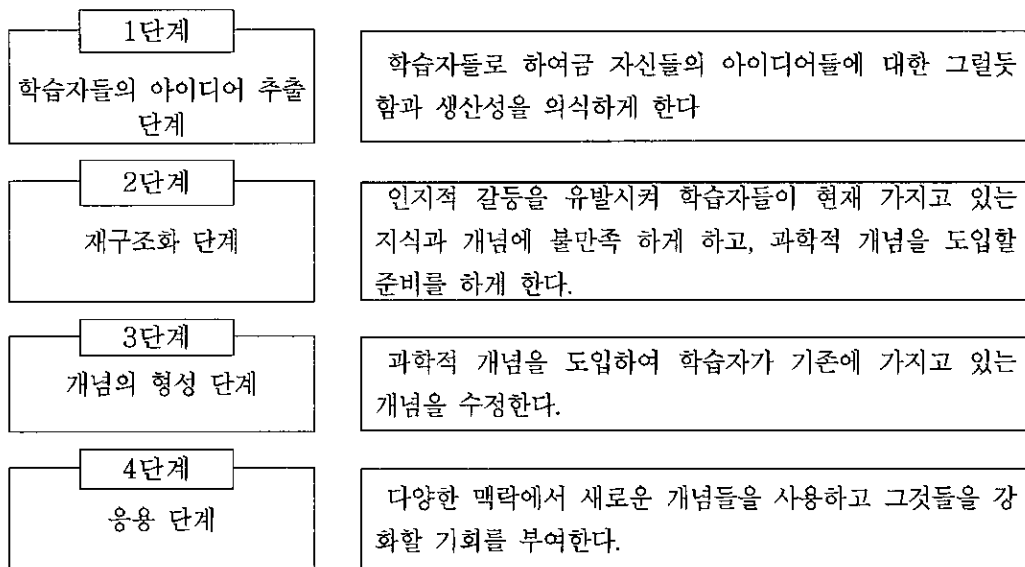 1단계
학습자들의 아이디어 추출
단계
학습자들로 하여금 자신들의 아이디어들에 대한 그럴듯
함과 생산성을 의식하게 한다
2단계
재구조화 단계
인지적 갈등을 유발시켜 학습자들이 현재 가지고 있는
지식과 개념에 불만족 하게 하고, 과학적 개념을 도입할
준비를 하게 한다.
3단계
개념의 형성 단계
과학적 개념을 도입하여 학습자가 기존에 가지고 있는
개념을 수정한다.
4단계
응용 단계
다양한 맥락에서 새로운 개념들을 사용하고 그것들을 강
화할 기회를 부여한다.